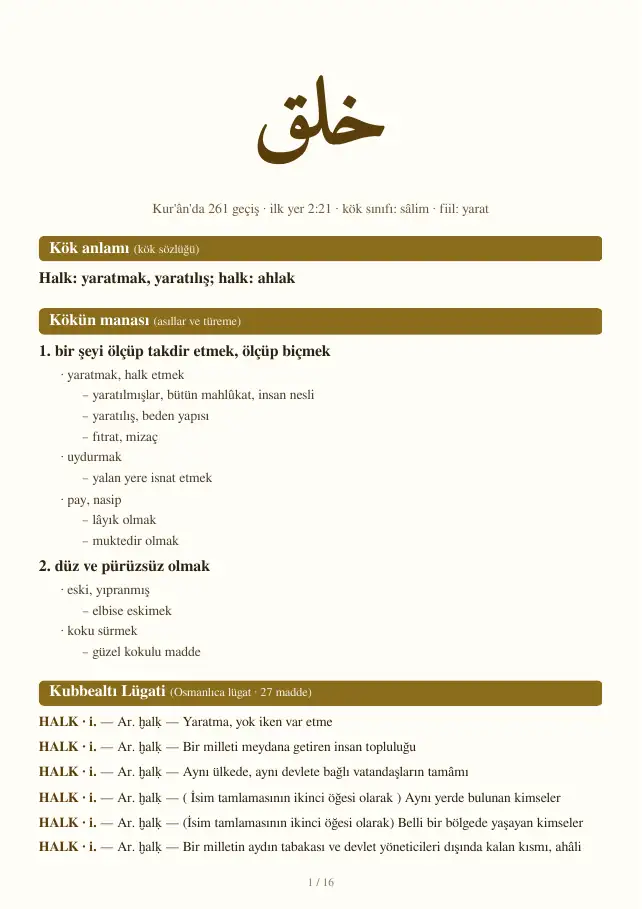 خلق
Kur'ân'da 261 geçiş · ilk yer 2:21 · kök sınıfı: sâlim · fiil: yarat
Kök anlamı (kök sözlüğü)
Halk: yaratmak, yaratılış; halk: ahlak
Kökün manası (asıllar ve türeme)
1. bir şeyi ölçüp takdir etmek, ölçüp biçmek
· yaratmak, halk etmek
– yaratılmışlar, bütün mahlûkat, insan nesli
– yaratılış, beden yapısı
– fıtrat, mizaç
· uydurmak
– yalan yere isnat etmek
· pay, nasip
– lâyık olmak
– muktedir olmak
2. düz ve pürüzsüz olmak
· eski, yıpranmış
– elbise eskimek
· koku sürmek
– güzel kokulu madde
Kubbealtı Lügati (Osmanlıca lügat · 27 madde)
HALK · i. — Ar. ḫalḳ — Yaratma, yok iken var etme
HALK · i. — Ar. ḫalḳ — Bir milleti meydana getiren insan topluluğu
HALK · i. — Ar. ḫalḳ — Aynı ülkede, aynı devlete bağlı vatandaşların tamâmı
HALK · i. — Ar. ḫalḳ — ( İsim tamlamasının ikinci öğesi olarak ) Aynı yerde bulunan kimseler
HALK · i. — Ar. ḫalḳ — (İsim tamlamasının ikinci öğesi olarak) Belli bir bölgede yaşayan kimseler
HALK · i. — Ar. ḫalḳ — Bir milletin aydın tabakası ve devlet yöneticileri dışında kalan kısmı, ahâli
1 / 16